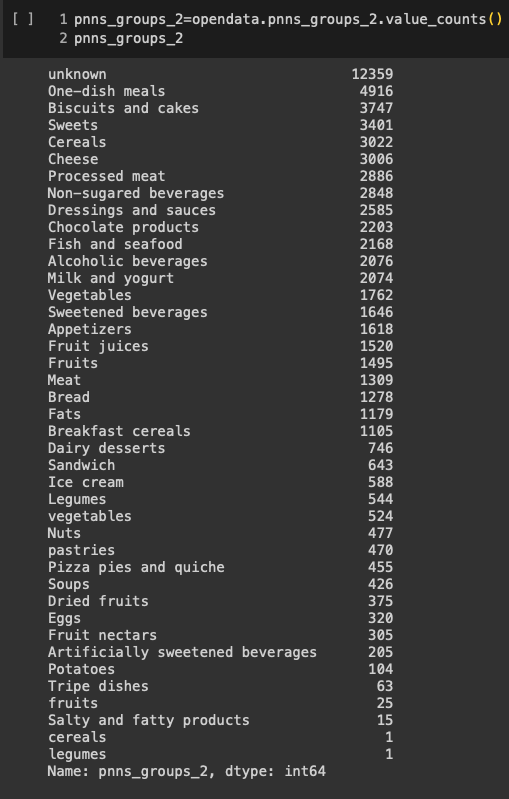 [ ] 1 pnns_groups_2=opendata.pnns_groups_2.value_counts()
2 pnns_groups_2
unknown 12359
One-dish meals 4916
Biscuits and cakes 3747
Sweets 3401
Cereals 3022
Cheese 3006
Processed meat 2886
Non-sugared beverages 2848
Dressings and sauces 2585
Chocolate products 2203
Fish and seafood 2168
Alcoholic beverages 2076
Milk and yogurt 2074
Vegetables 1762
Sweetened beverages 1646
Appetizers 1618
Fruit juices 1520
Fruits 1495
Meat 1309
Bread 1278
Fats 1179
Breakfast cereals 1105
Dairy desserts 746
Sandwich 643
Ice cream 588
Legumes 544
vegetables 524
Nuts 477
pastries 470
Pizza pies and quiche 455
Soups 426
Dried fruits 375
Eggs 320
Fruit nectars 305
Artificially sweetened beverages 205
Potatoes 104
Tripe dishes 63
fruits 25
Salty and fatty products 15
cereals 1
legumes 1
Name: pnns_groups_2, dtype: int64